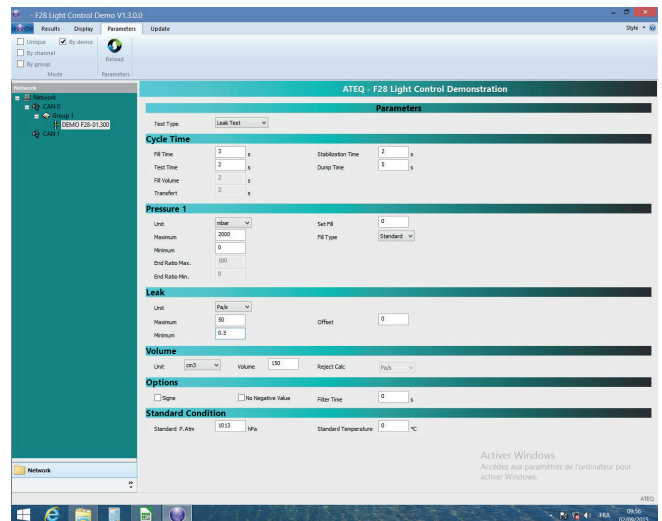 - F28 Light Control Demo V1.3.0.0
Results Display Parameters Update Style
Unique By device
By channel
By group
Reload
Mode Parameters
Network
ATEQ - F28 Light Control Demonstration
Network
CAN 0
Group 1
DEMO F28-01.300
CAN 1
Parameters
Test Type Leak Test
Cycle Time
Fill Time 3 s Stabilization Time 2 s
Test Time 2 s Dump Time 5 s
Fill Volume 2 s
Transfert 2 s
Pressure 1
Unit mbar Set Fill 0
Maximum 2000 Fill Type Standard
Minimum 0
End Ratio Max. 100
End Ratio Min. 0
Leak
Unit Pa/s
Maximum 50 Offset 0
Minimum 0.5
Volume
Unit cm3 Volume 150 Reject Calc Pa/s
Options
Signe No Negative Value Filter Time 0 s
Standard Condition
Standard P.Atm 1013 hPa Standard Temperature 0 °C
Activer Windows
Accédez aux paramètres de l'ordinateur pour
activer Windows.
Network
ATEQ
FRA 09:56
02/09/2015